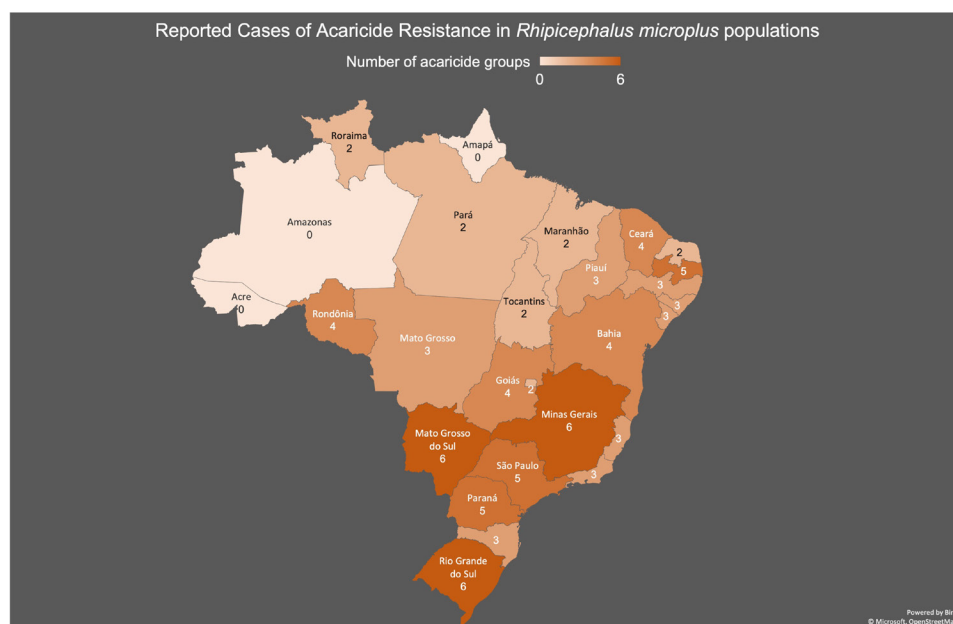 Reported Cases of Acaricide Resistance in Rhipicephalus microplus populations
Number of acaricide groups
0 6
Roraima
2
Amapá
0
Amazonas
0
Pará
2
Maranhão
2
Ceará
4
2
5
Piauí
3
3
3
3
Acre
0
Rondônia
4
Tocantins
2
Mato Grosso
3
Bahia
4
Goiás
4
2
Minas Gerais
6
Mato Grosso
do Sul
6
3
São Paulo
5
3
Paraná
5
3
Rio Grande
do Sul
6
Powered by Bin
© Microsoft, OpenStreetMa